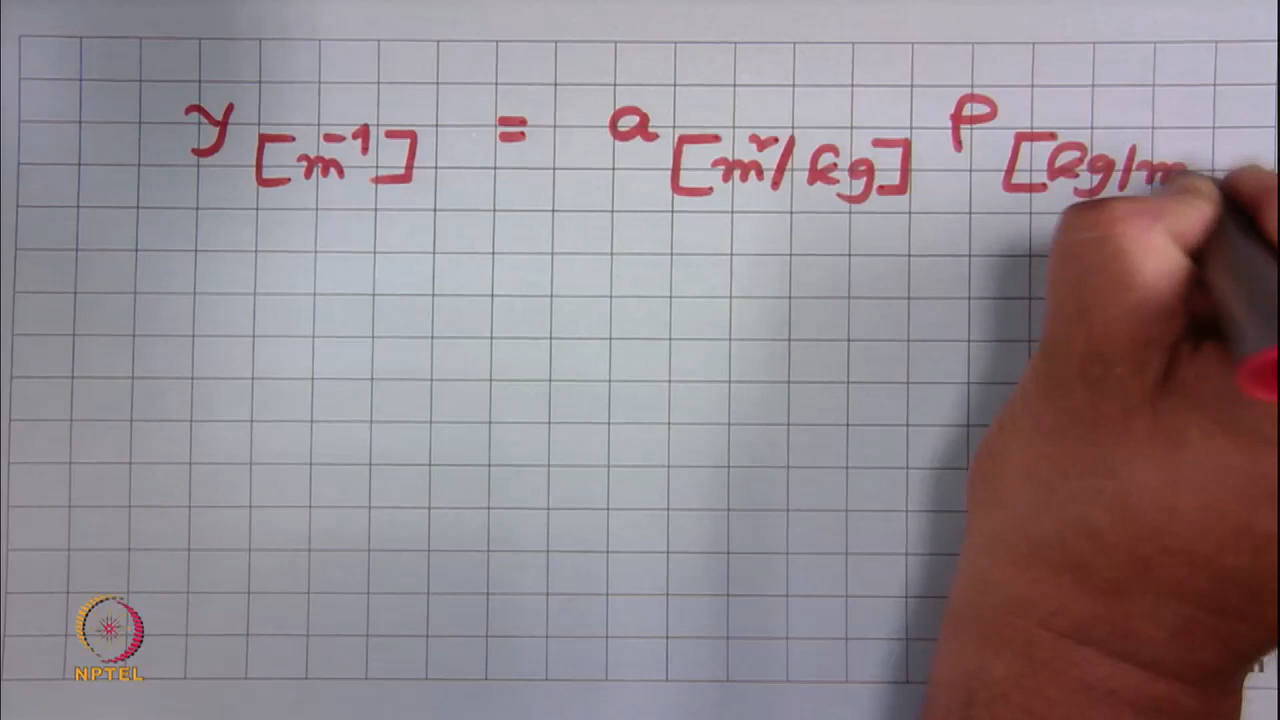 y [m⁻¹] = a [m²/kg] ρ [kg/m
NPTEL